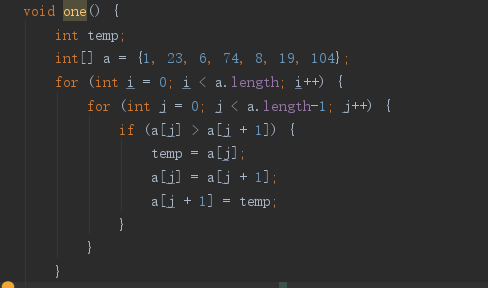 void one() {
int temp;
int[] a = {1, 23, 6, 74, 8, 19, 104};
for (int i = 0; i < a.length; i++) {
for (int j = 0; j < a.length-1; j++) {
if (a[j] > a[j + 1]) {
temp = a[j];
a[j] = a[j + 1];
a[j + 1] = temp;
}
}
}